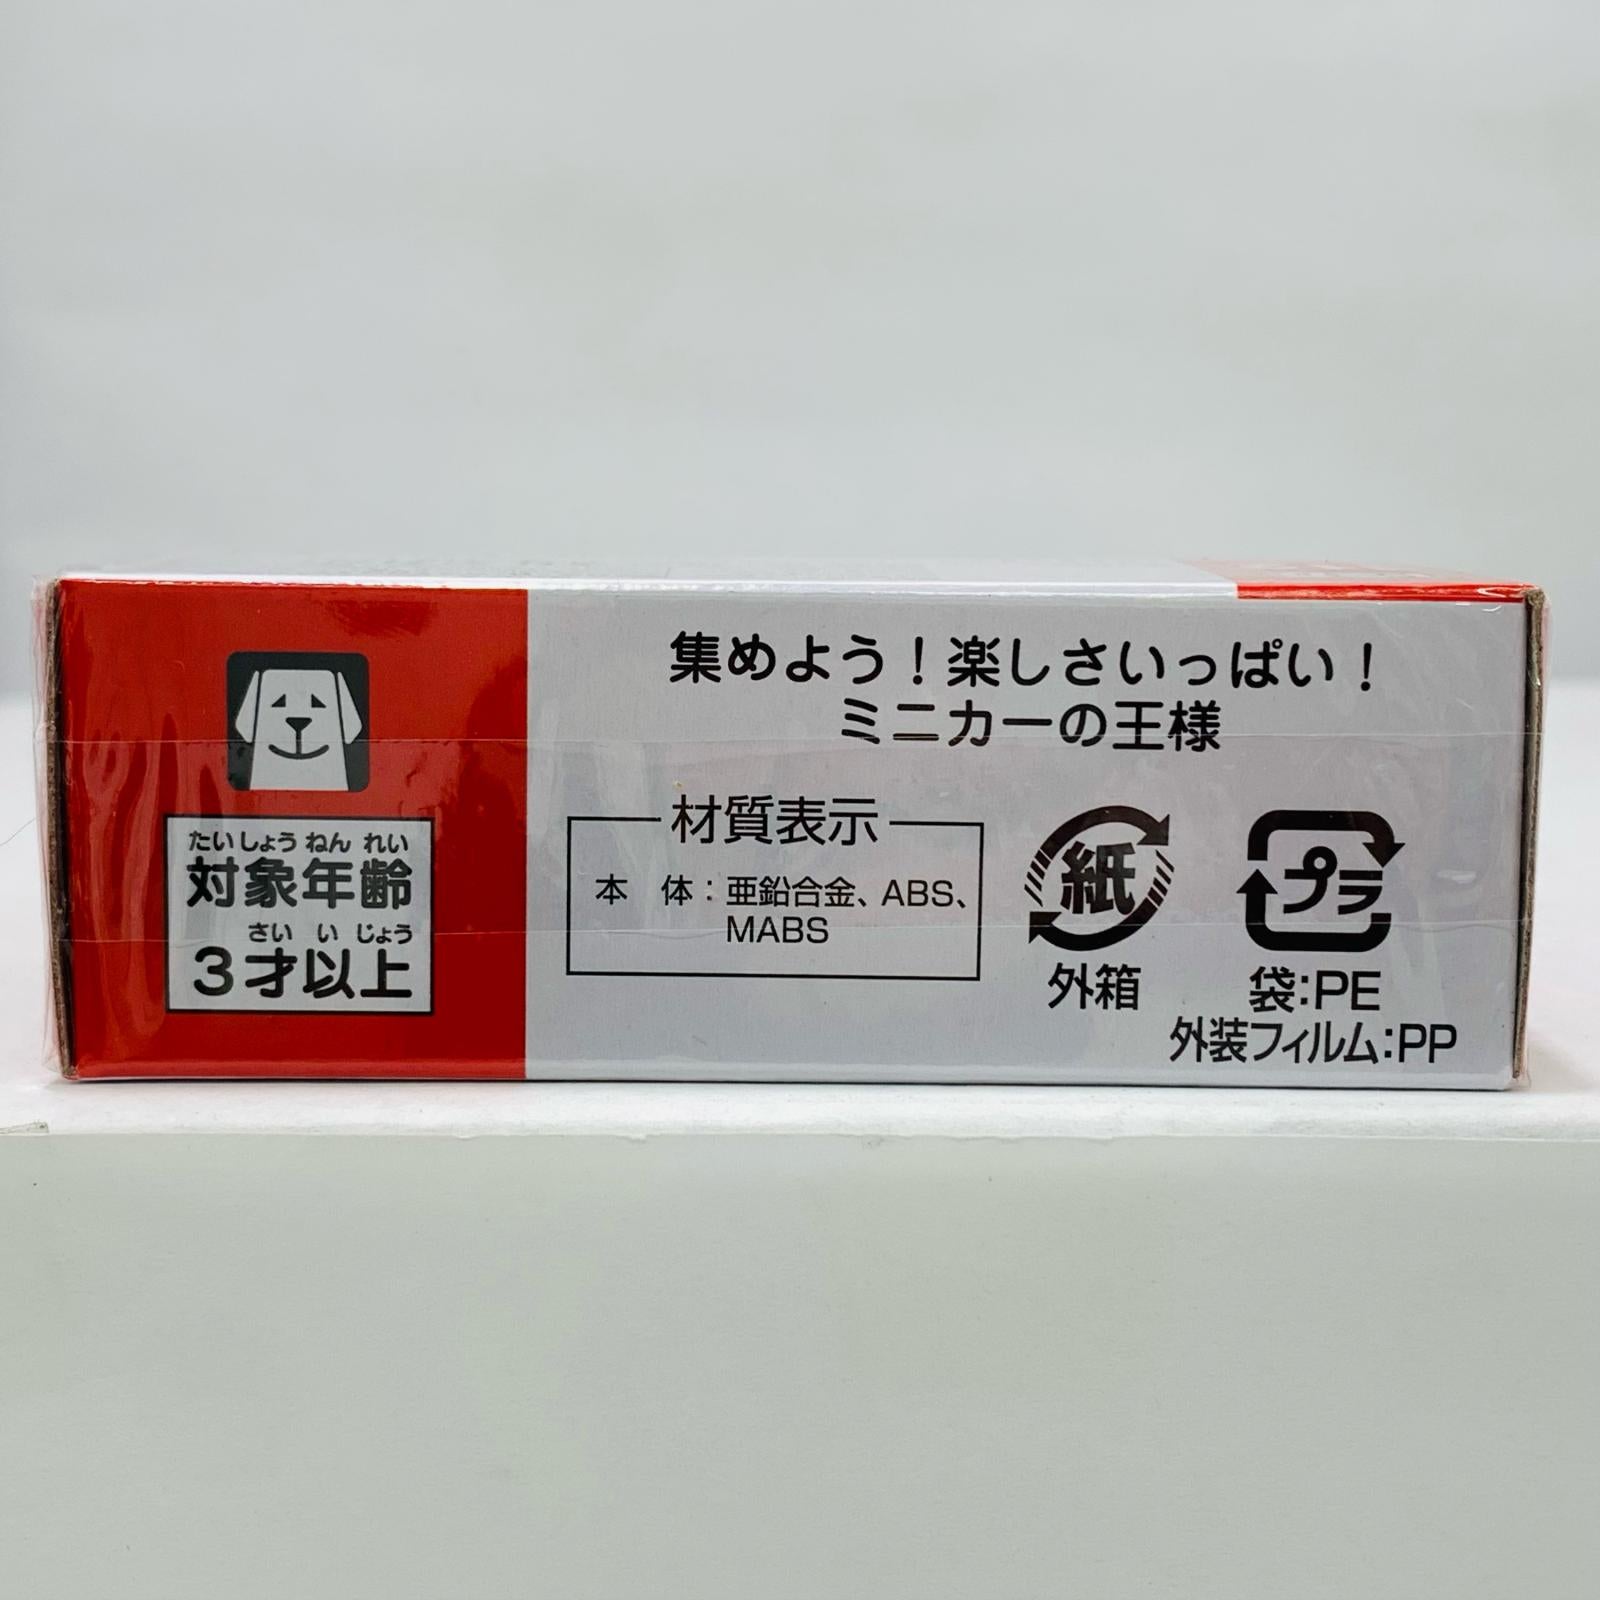 集めよう！楽しさいっぱい！
ミニカーの王様
たいしょう ねん れい
対象年齢
さい い じょう
3才以上
材質表示
本 体：亜鉛合金、ABS、
MABS
紙
外箱
プラ
袋：PE
外装フィルム：PP